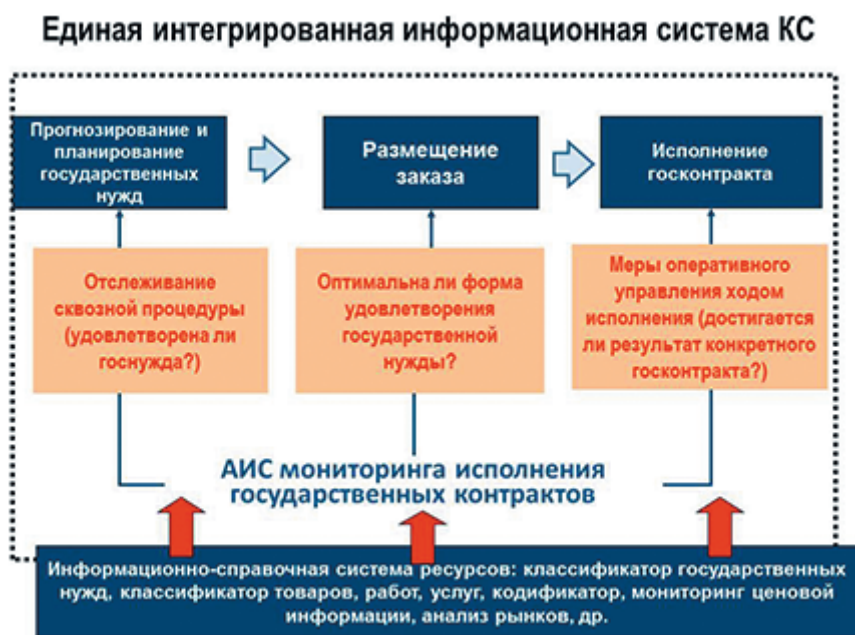 Единая интегрированная информационная система КС
Прогнозирование и
планирование
государственных
нужд
Размещение
заказа
Исполнение
госконтракта
Отслеживание
сквозной процедуры
(удовлетворена ли
госнужда?)
Оптимальна ли форма
удовлетворения
государственной
нужды?
Меры оперативного
управления ходом
исполнения (достигается
ли результат конкретного
госконтракта?)
АИС мониторинга исполнения
государственных контрактов
Информационно-справочная система ресурсов: классификатор государственных
нужд, классификатор товаров, работ, услуг, кодификатор, мониторинг ценовой
информации, анализ рынков, др.